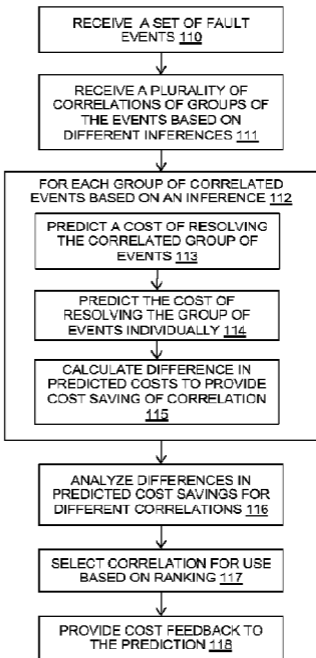 RECEIVE A SET OF FAULT
EVENTS 110
RECEIVE A PLURALITY OF
CORRELATIONS OF GROUPS OF
THE EVENTS BASED ON
DIFFERENT INFERENCES 111
FOR EACH GROUP OF CORRELATED
EVENTS BASED ON AN INFERENCE 112
PREDICT A COST OF RESOLVING
THE CORRELATED GROUP OF
EVENTS 113
PREDICT THE COST OF
RESOLVING THE GROUP OF
EVENTS INDIVIDUALLY 114
CALCULATE DIFFERENCE IN
PREDICTED COSTS TO PROVIDE
COST SAVING OF CORRELATION
115
ANALYZE DIFFERENCES IN
PREDICTED COST SAVINGS FOR
DIFFERENT CORRELATIONS 116
SELECT CORRELATION FOR USE
BASED ON RANKING 117
PROVIDE COST FEEDBACK TO
THE PREDICTION 118